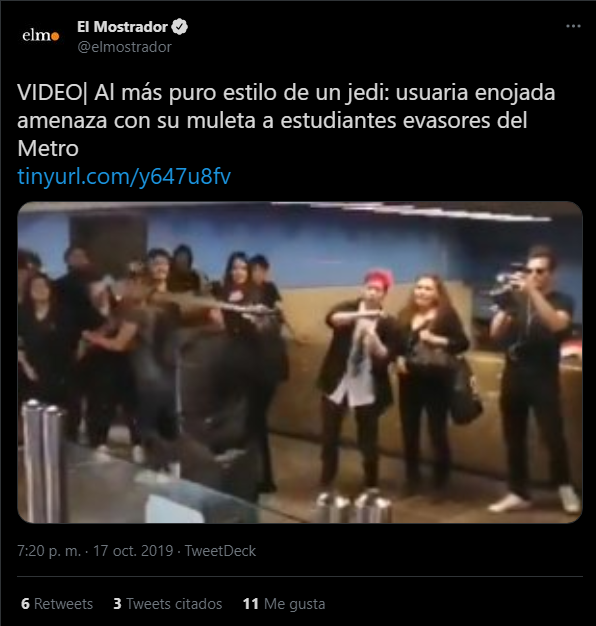 elmo
El Mostrador
@elmostrador
VIDEO| Al más puro estilo de un jedi: usuaria enojada
amenaza con su muleta a estudiantes evasores del
Metro
tinyurl.com/y647u8fv
7:20 p. m. · 17 oct. 2019 · TweetDeck
6 Retweets 3 Tweets citados 11 Me gusta